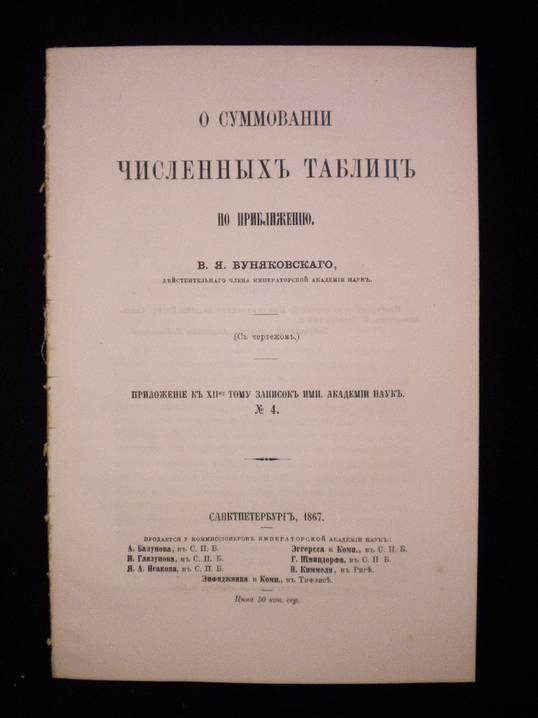 О СУММОВАНІИ
ЧИСЛЕННЫХЪ ТАБЛИЦЪ
ПО ПРИБЛИЖЕНІЮ.
В. Я. БУНЯКОВСКАГО,
ДѢЙСТВИТЕЛЬНАГО ЧЛЕНА ИМПЕРАТОРСКОЙ АКАДЕМІИ НАУКЪ.
(Съ чертежомъ.)
ПРИЛОЖЕНІЕ КЪ XIIму ТОМУ ЗАПИСОКЪ ИМП. АКАДЕМІИ НАУКЪ.
№ 4.
САНКТПЕТЕРБУРГЪ, 1867.
ПРОДАЕТСЯ У КОММИССІОНЕРОВЪ ИМПЕРАТОРСКОЙ АКАДЕМІИ НАУКЪ:
А. Базунова, въ С. П. Б. Эггерса и Комп., въ С. П. Б.
И. Глазунова, въ С. П. Б. Г. Шмицдорфа, въ С. П Б.
Я. А. Исакова, въ С. П. Б. Н. Киммеля, въ Ригѣ.
Энфяджянца и Комп., въ Тифлисѣ.
Цѣна 50 коп. сер.